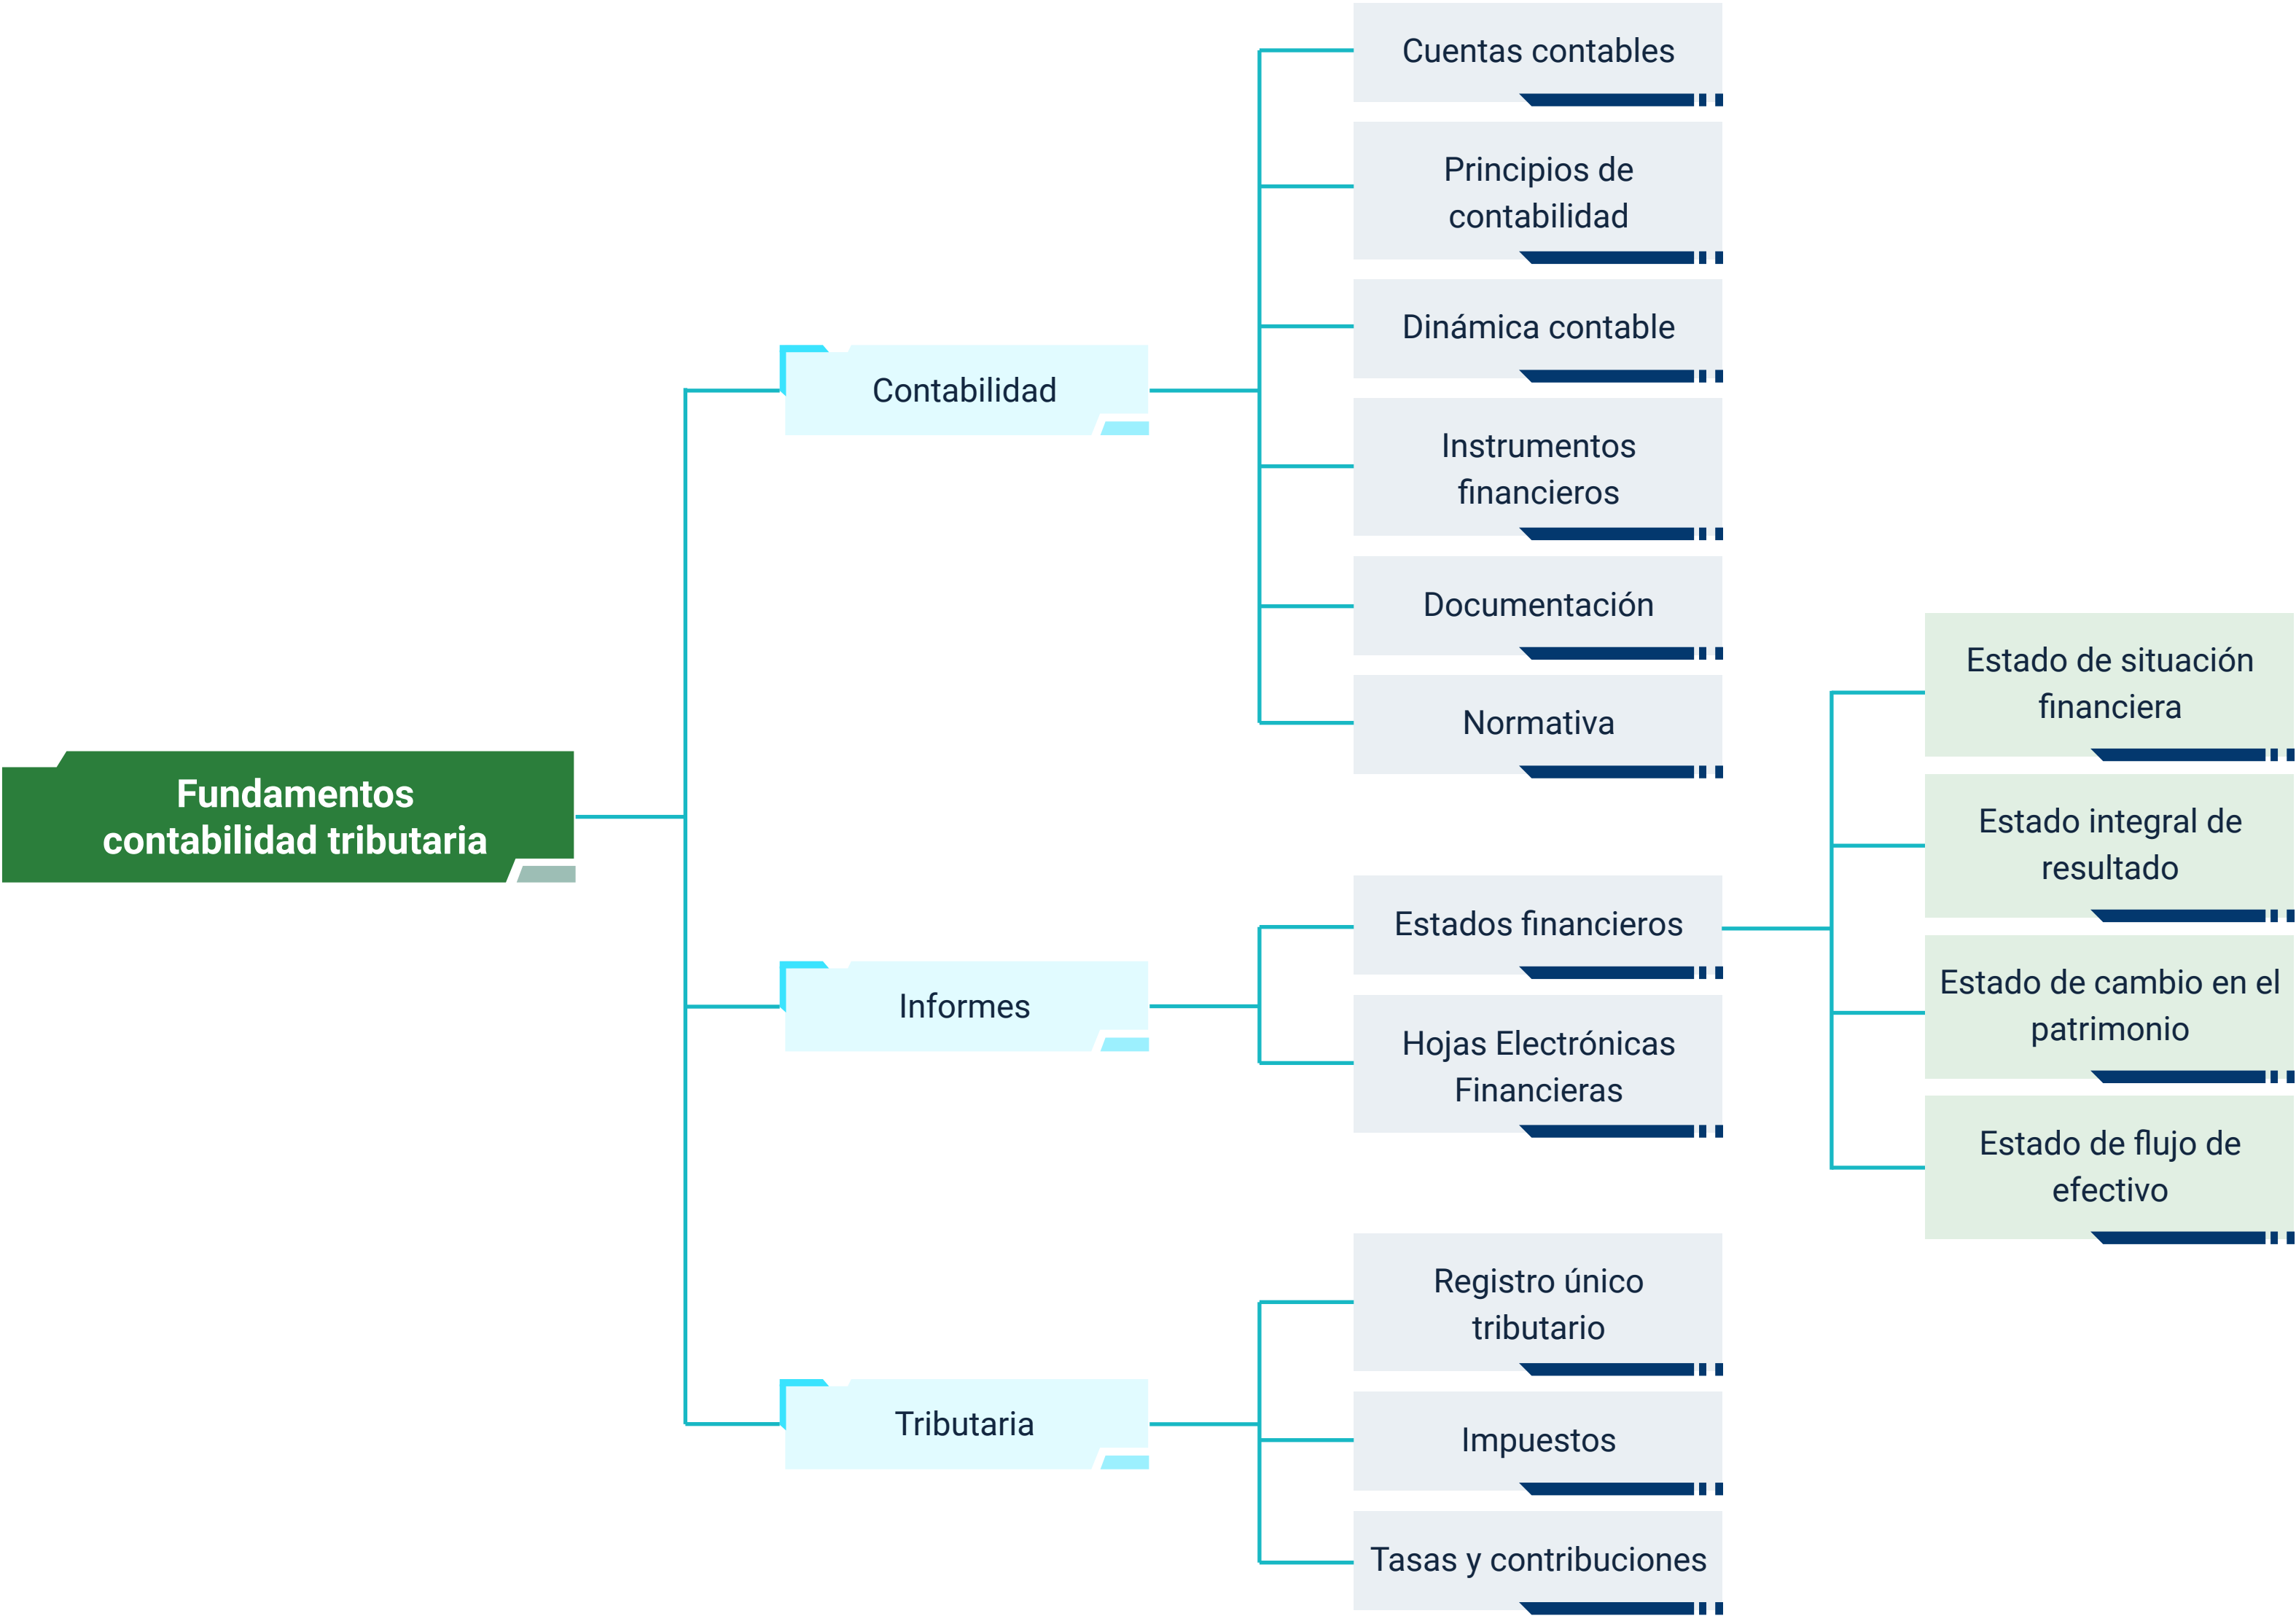 Fundamentos
contabilidad tributaria
Contabilidad
Cuentas contables
Principios de
contabilidad
Dinámica contable
Instrumentos
financieros
Documentación
Normativa
Informes
Estados financieros
Estado de situación
financiera
Estado integral de
resultado
Estado de cambio en el
patrimonio
Estado de flujo de
efectivo
Hojas Electrónicas
Financieras
Tributaria
Registro único
tributario
Impuestos
Tasas y contribuciones